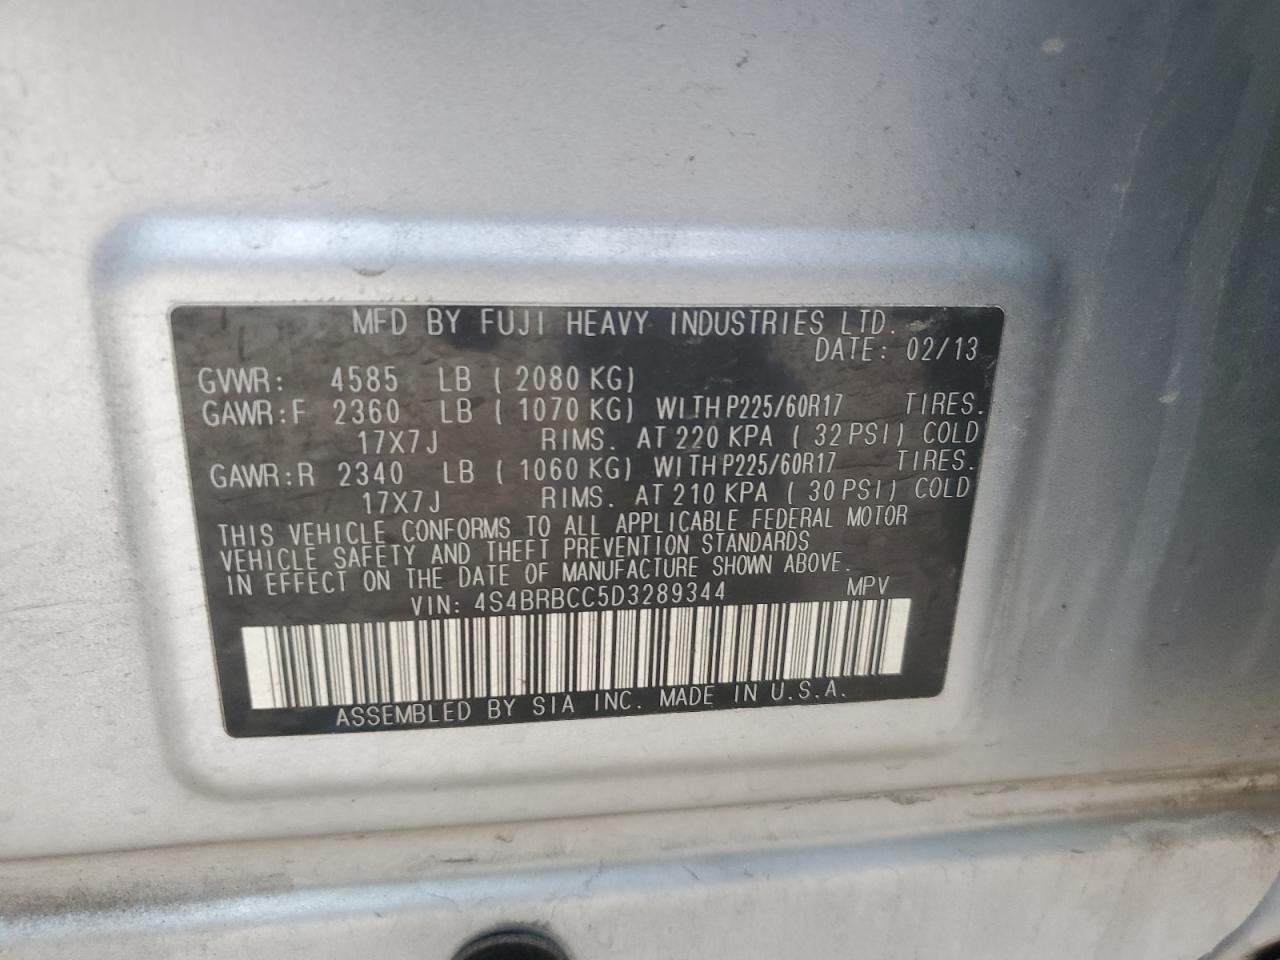 MFD BY FUJI HEAVY INDUSTRIES LTD.
DATE: 02/13
GVWR: 4585 LB ( 2080 KG)
GAWR:F 2360 LB ( 1070 KG) WITH P225/60R17 TIRES.
17X7J RIMS. AT 220 KPA ( 32 PSI) COLD
GAWR:R 2340 LB ( 1060 KG) WITH P225/60R17 TIRES.
17X7J RIMS. AT 210 KPA ( 30 PSI) COLD
THIS VEHICLE CONFORMS TO ALL APPLICABLE FEDERAL MOTOR
VEHICLE SAFETY AND THEFT PREVENTION STANDARDS
IN EFFECT ON THE DATE OF MANUFACTURE SHOWN ABOVE.
VIN: 4S4BRBCC5D3289344 MPV
ASSEMBLED BY SIA INC. MADE IN U.S.A.